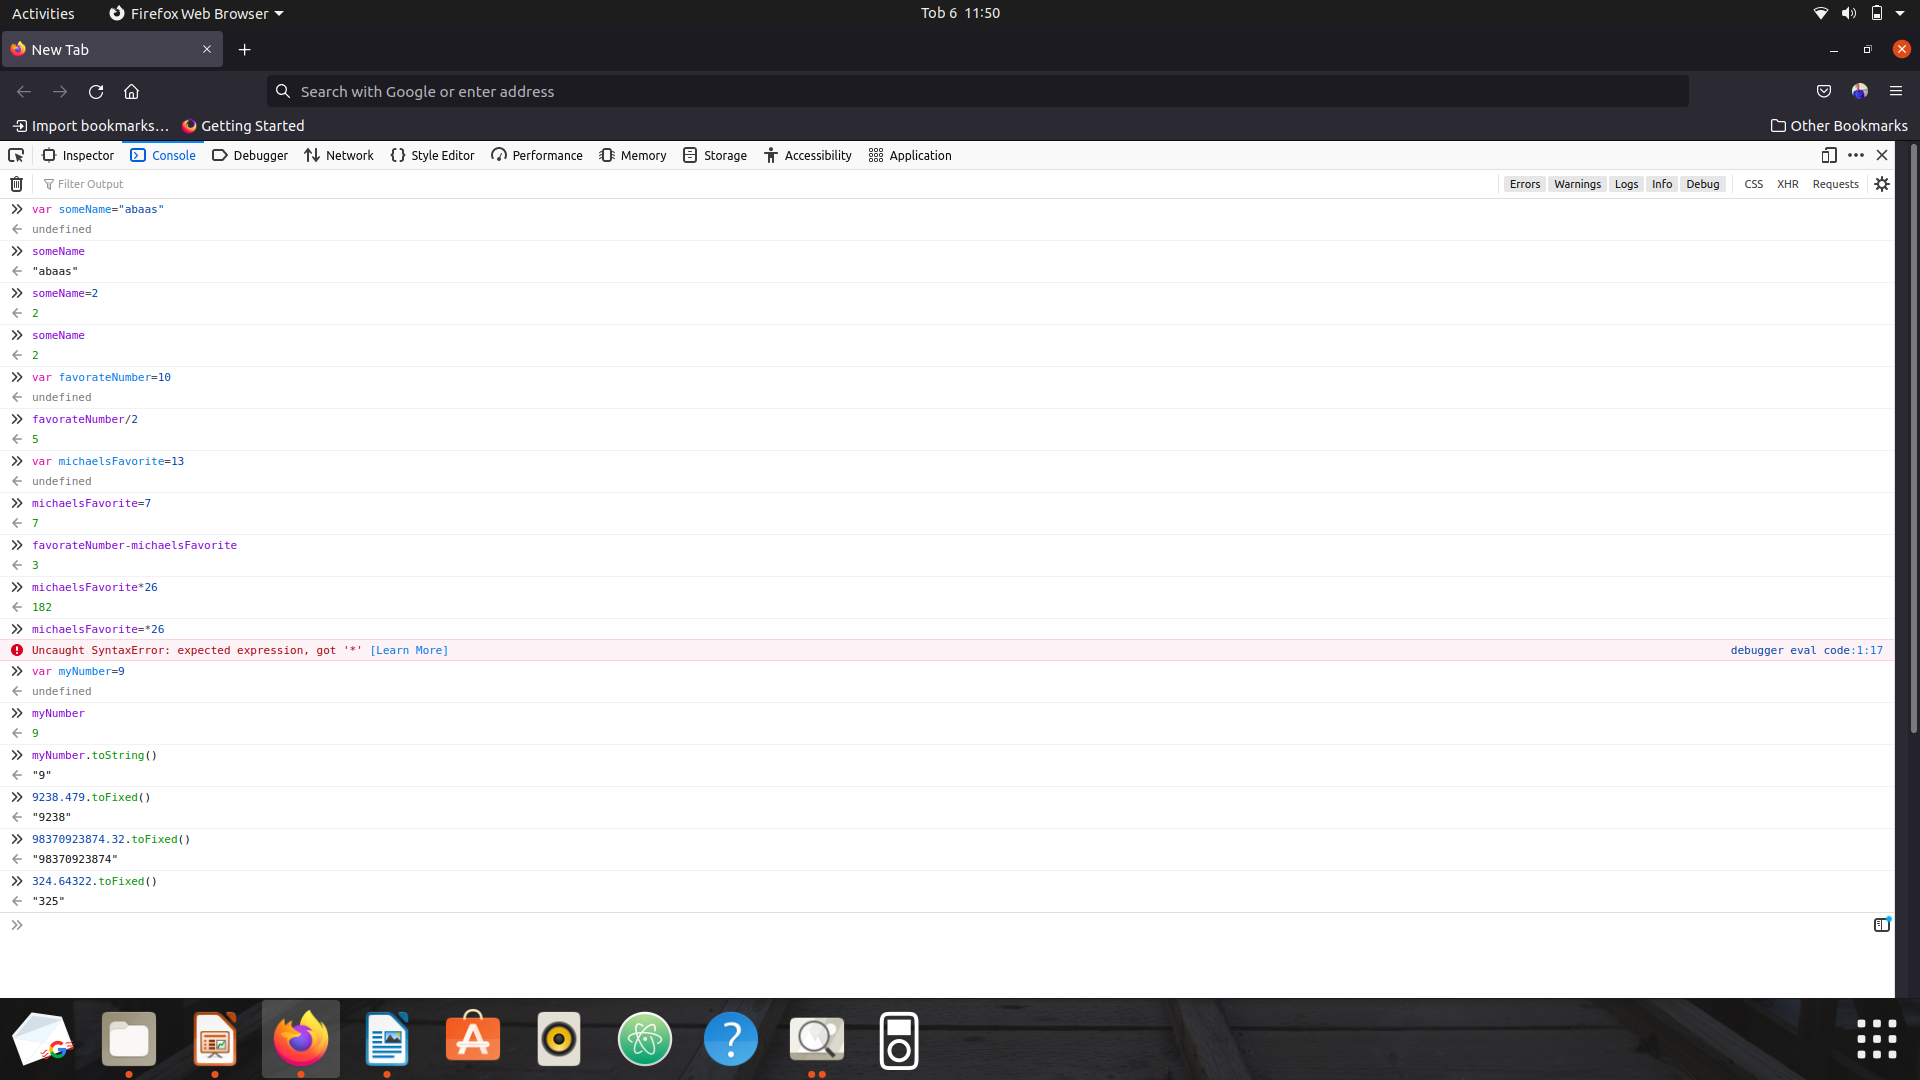 Activities Firefox Web Browser Tob 6 11:50
New Tab
Search with Google or enter address
Import bookmarks… Getting Started Other Bookmarks
Inspector Console Debugger Network Style Editor Performance Memory Storage Accessibility Application
Filter Output Errors Warnings Logs Info Debug CSS XHR Requests
var someName="abaas"
undefined
someName
"abaas"
someName=2
2
someName
2
var favorateNumber=10
undefined
favorateNumber/2
5
var michaelsFavorite=13
undefined
michaelsFavorite=7
7
favorateNumber-michaelsFavorite
3
michaelsFavorite*26
182
michaelsFavorite=*26
Uncaught SyntaxError: expected expression, got '*' [Learn More] debugger eval code:1:17
var myNumber=9
undefined
myNumber
9
myNumber.toString()
"9"
9238.479.toFixed()
"9238"
98370923874.32.toFixed()
"98370923874"
324.64322.toFixed()
"325"